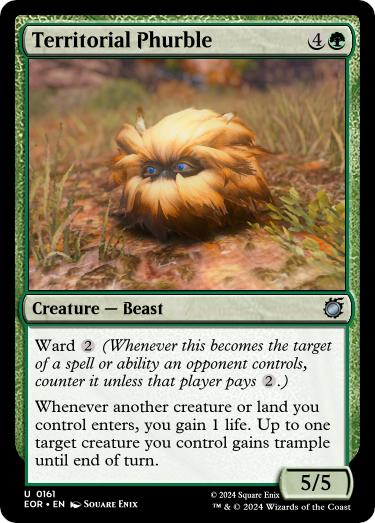 Territorial Phurble 4
Creature — Beast
Ward 2 (Whenever this becomes the target
of a spell or ability an opponent controls,
counter it unless that player pays 2.)
Whenever another creature or land you
control enters, you gain 1 life. Up to one
target creature you control gains trample
until end of turn.
5/5
U 0161
EOR • EN Square Enix
© 2024 Square Enix
™ & © 2024 Wizards of the Coast